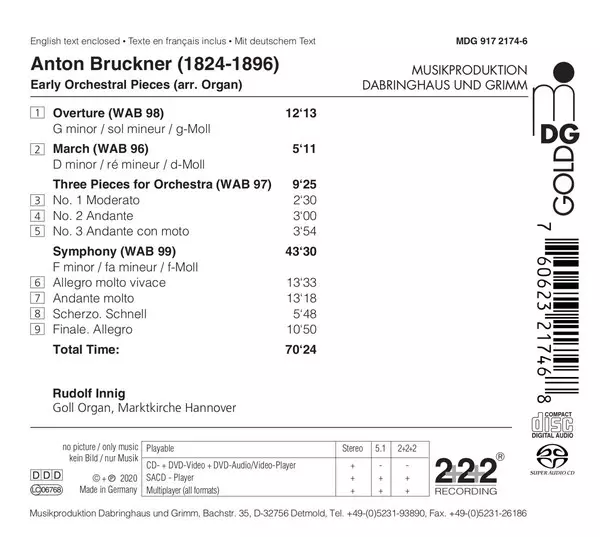 English text enclosed • Texte en français inclus • Mit deutschem Text
MDG 917 2174-6
Anton Bruckner (1824-1896)
Early Orchestral Pieces (arr. Organ)
MUSIKPRODUKTION
DABRINGHAUS UND GRIMM
1 Overture (WAB 98) 12‘13
G minor / sol mineur / g-Moll
2 March (WAB 96) 5‘11
D minor / ré mineur / d-Moll
Three Pieces for Orchestra (WAB 97) 9‘25
3 No. 1 Moderato 2‘30
4 No. 2 Andante 3‘00
5 No. 3 Andante con moto 3‘54
Symphony (WAB 99) 43‘30
F minor / fa mineur / f-Moll
6 Allegro molto vivace 13‘33
7 Andante molto 13‘18
8 Scherzo. Schnell 5‘48
9 Finale. Allegro 10‘50
Total Time: 70‘24
Rudolf Innig
Goll Organ, Marktkirche Hannover
mDG
GOLD
7 60623 21746 8
COMPACT
disc
DIGITAL AUDIO
SUPER AUDIO CD
no picture / only music
kein Bild / nur Musik
DDD
LC06768
© + ℗ 2020
Made in Germany
Playable Stereo 5.1 2+2+2
CD- + DVD-Video + DVD-Audio/Video-Player + - -
SACD - Player + + +
Multiplayer (all formats) + + +
2+2+2®
RECORDING
Musikproduktion Dabringhaus und Grimm, Bachstr. 35, D-32756 Detmold, Tel. +49-(0)5231-93890, Fax: +49-(0)5231-26186